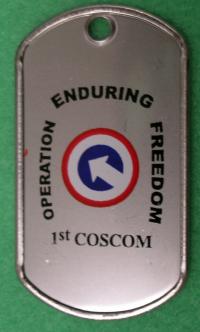 OPERATION ENDURING FREEDOM
1st COSCOM